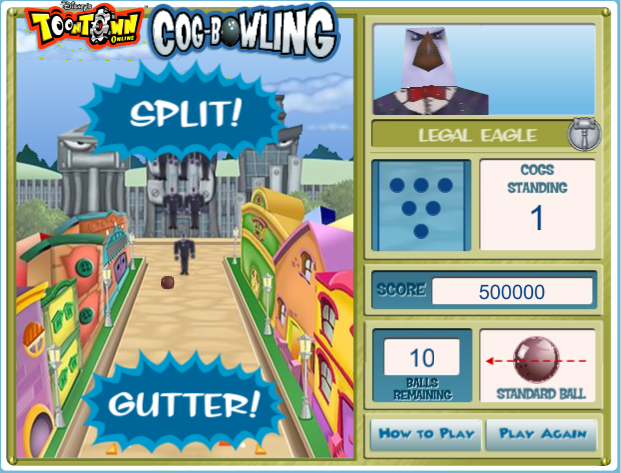 Disney's
TOONTOWN
ONLINE
COG-BOWLING
SPLIT!
LEGAL EAGLE
COGS
STANDING
1
SCORE 500000
10
BALLS
REMAINING
STANDARD BALL
GUTTER!
HOW TO PLAY
PLAY AGAIN